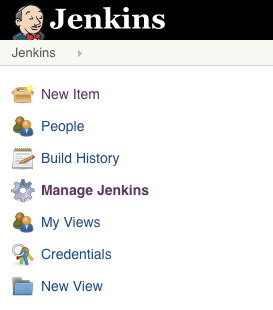 Jenkins
Jenkins
New Item
People
Build History
Manage Jenkins
My Views
Credentials
New View